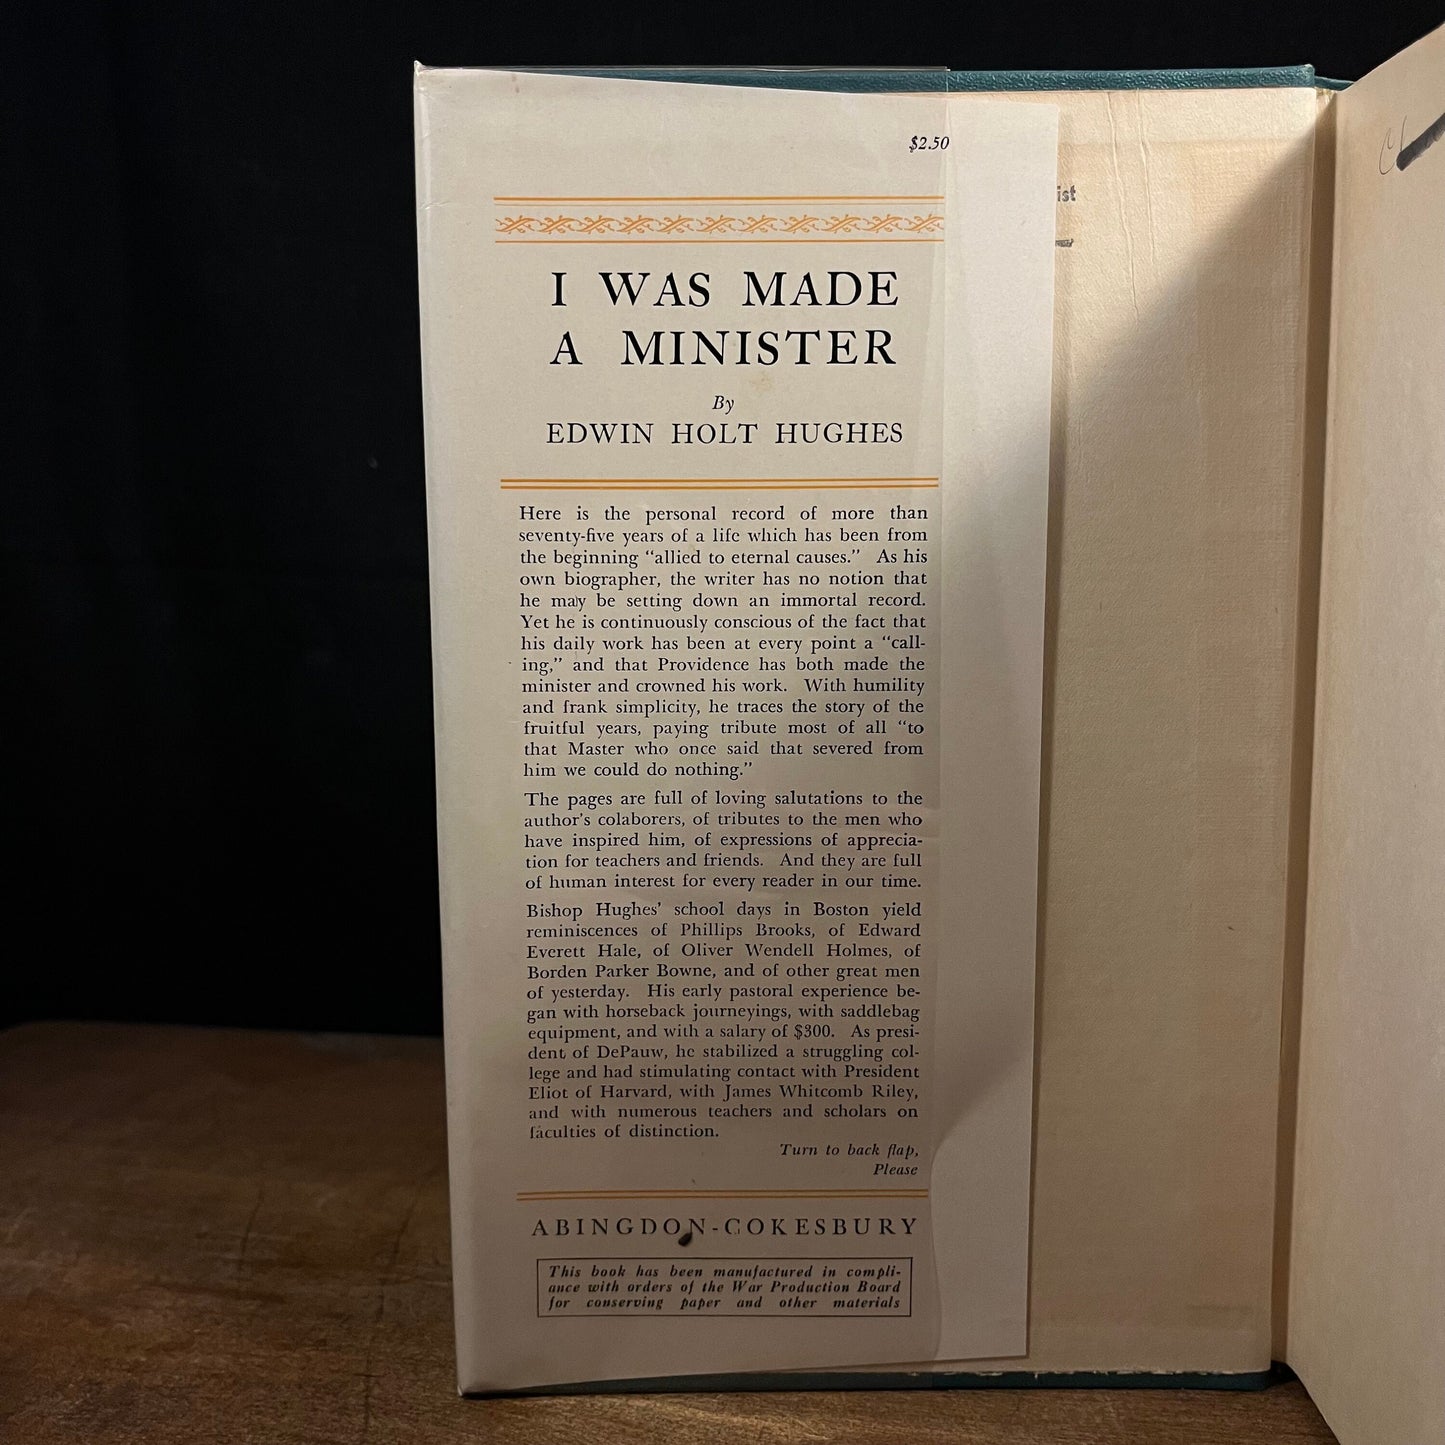 $2.50
I WAS MADE
A MINISTER
By
EDWIN HOLT HUGHES
Here is the personal record of more than
seventy-five years of a life which has been from
the beginning “allied to eternal causes.” As his
own biographer, the writer has no notion that
he may be setting down an immortal record.
Yet he is continuously conscious of the fact that
his daily work has been at every point a “call-
ing,” and that Providence has both made the
minister and crowned his work. With humility
and frank simplicity, he traces the story of the
fruitful years, paying tribute most of all “to
that Master who once said that severed from
him we could do nothing.”
The pages are full of loving salutations to the
author's colaborers, of tributes to the men who
have inspired him, of expressions of apprecia-
tion for teachers and friends. And they are full
of human interest for every reader in our time.
Bishop Hughes' school days in Boston yield
reminiscences of Phillips Brooks, of Edward
Everett Hale, of Oliver Wendell Holmes, of
Borden Parker Bowne, and of other great men
of yesterday. His early pastoral experience be-
gan with horseback journeyings, with saddlebag
equipment, and with a salary of $300. As presi-
dent of DePauw, he stabilized a struggling col-
lege and had stimulating contact with President
Eliot of Harvard, with James Whitcomb Riley,
and with numerous teachers and scholars on
faculties of distinction.
Turn to back flap,
Please
ABINGDON-COKESBURY
This book has been manufactured in compli-
ance with orders of the War Production Board
for conserving paper and other materials
ist